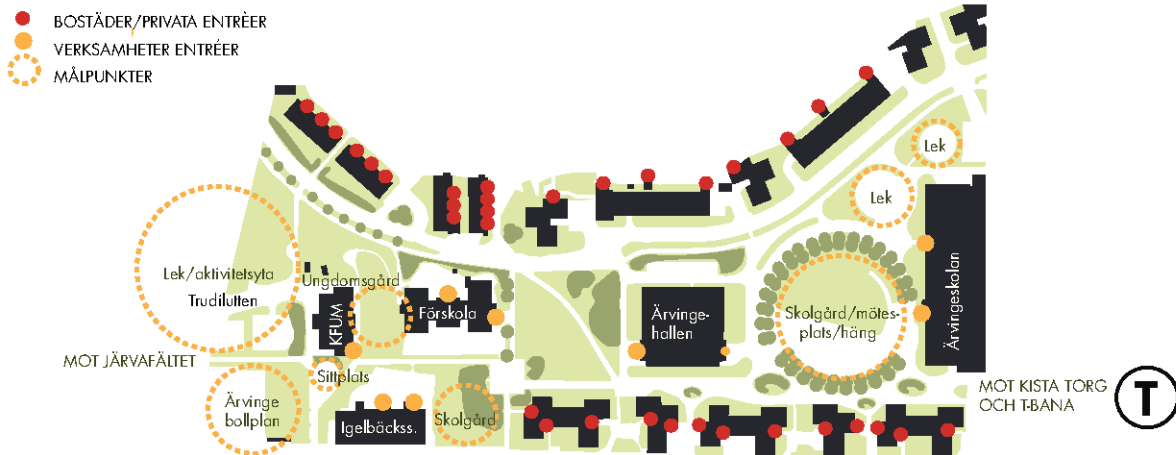 BOSTÄDER/PRIVATA ENTRÉER
VERKSAMHETER ENTRÉER
MÅLPUNKTER
Lek
Lek
Lek/aktivitetsyta
Trudilutten
Ungdomsgård
KFUM
Förskola
Ärvinge-
hallen
Skolgård/mötes-
plats/häng
Ärvingeskolan
MOT JÄRVAFÄLTET
Sittplats
Ärvinge
bollplan
Igelbäckss.
Skolgård
MOT KISTA TORG
OCH T-BANA
T